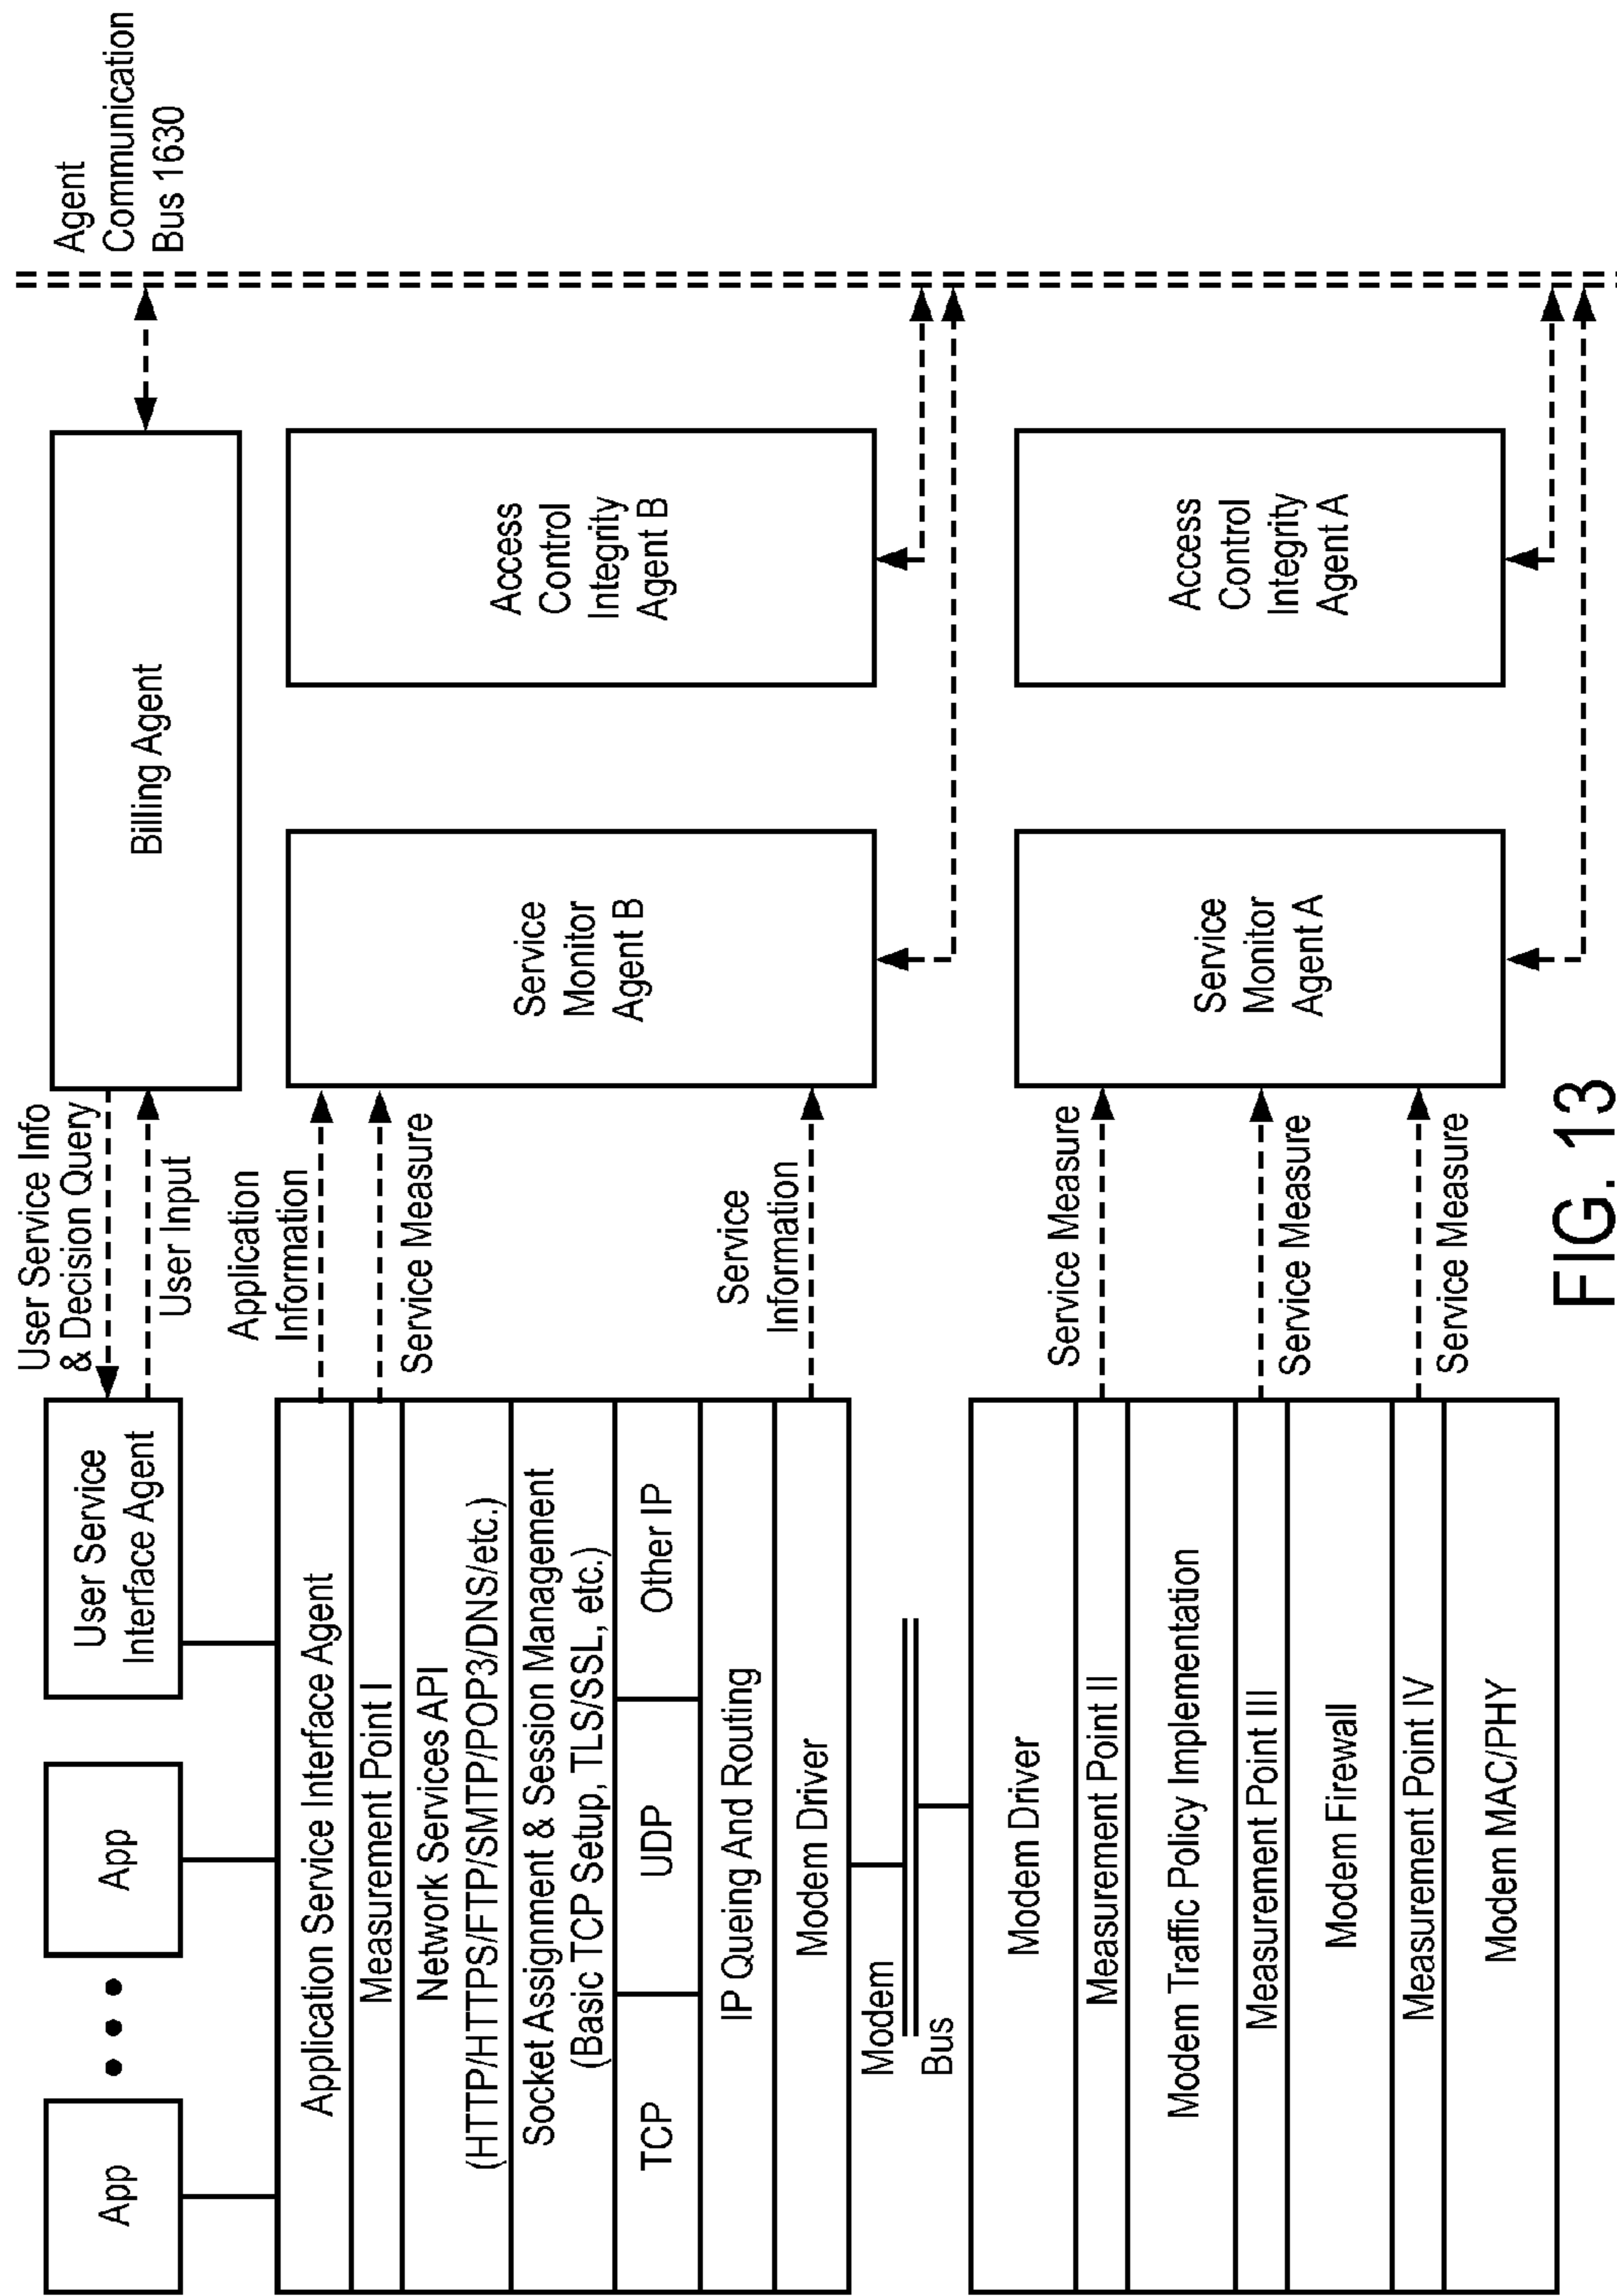 App
App
User Service
Interface Agent
User Service Info
& Decision Query
User Input
Billing Agent
Agent
Communication
Bus 1630
Application Service Interface Agent
Measurement Point I
Network Services API
(HTTP/HTTPS/FTP/SMTP/POP3/DNS/etc.)
Socket Assignment & Session Management
(Basic TCP Setup, TLS/SSL, etc.)
TCP
UDP
Other IP
IP Queing And Routing
Modem Driver
Application
Information
Service Measure
Service
Information
Service
Monitor
Agent B
Access
Control
Integrity
Agent B
Modem
Bus
Modem Driver
Measurement Point II
Modem Traffic Policy Implementation
Measurement Point III
Modem Firewall
Measurement Point IV
Modem MAC/PHY
Service Measure
Service Measure
Service Measure
Service
Monitor
Agent A
Access
Control
Integrity
Agent A
FIG. 13